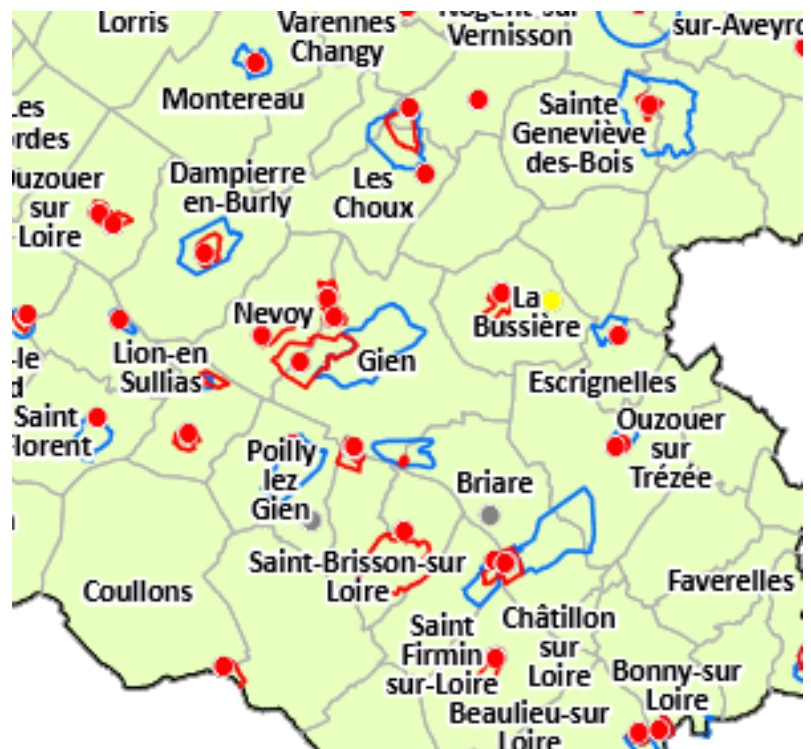 Lorris
Varennes
Changy
Nogent-sur
Vernisson
sur-Aveyro
Montereau
Sainte
Geneviève
des-Bois
Les
ordes
Ouzouer
sur
Loire
Dampierre
en-Burly
Les
Choux
Nevoy
La
Bussière
Gien
Lion-en
Sullias
-le
d
Escrignelles
Saint
Florent
Ouzouer
sur
Trézée
Poilly
lez
Gien
Briare
Saint-Brisson-sur
Loire
Coullons
Faverelles
Saint
Firmin
sur-Loire
Châtillon
sur
Loire
Bonny-sur
Loire
Beaulieu-sur
Loire